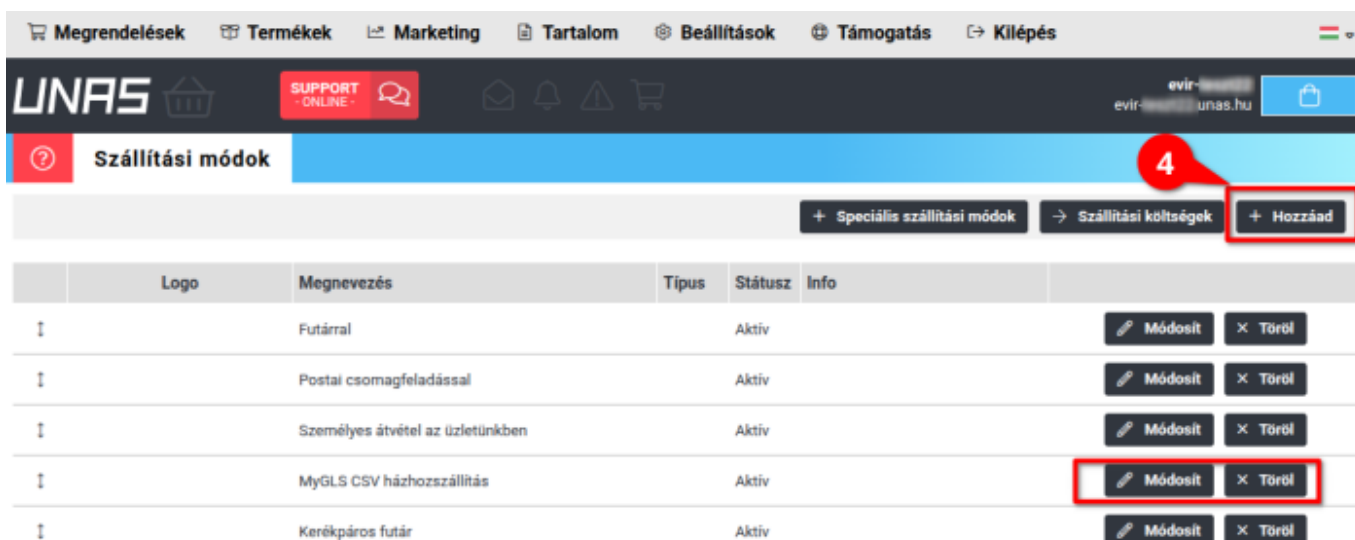 Megrendelések Termékek Marketing Tartalom Beállítások Támogatás Kilépés
UNAS SUPPORT
- ONLINE -
evir-
evir- unas.hu
Szállítási módok
4
+ Speciális szállítási módok → Szállítási költségek + Hozzáad
Logo Megnevezés Típus Státusz Info
Futárral Aktív Módosít × Töröl
Postai csomagfeladással Aktív Módosít × Töröl
Személyes átvétel az üzletünkben Aktív Módosít × Töröl
MyGLS CSV házhozszállítás Aktív Módosít × Töröl
Kerékpáros futár Aktív Módosít × Töröl